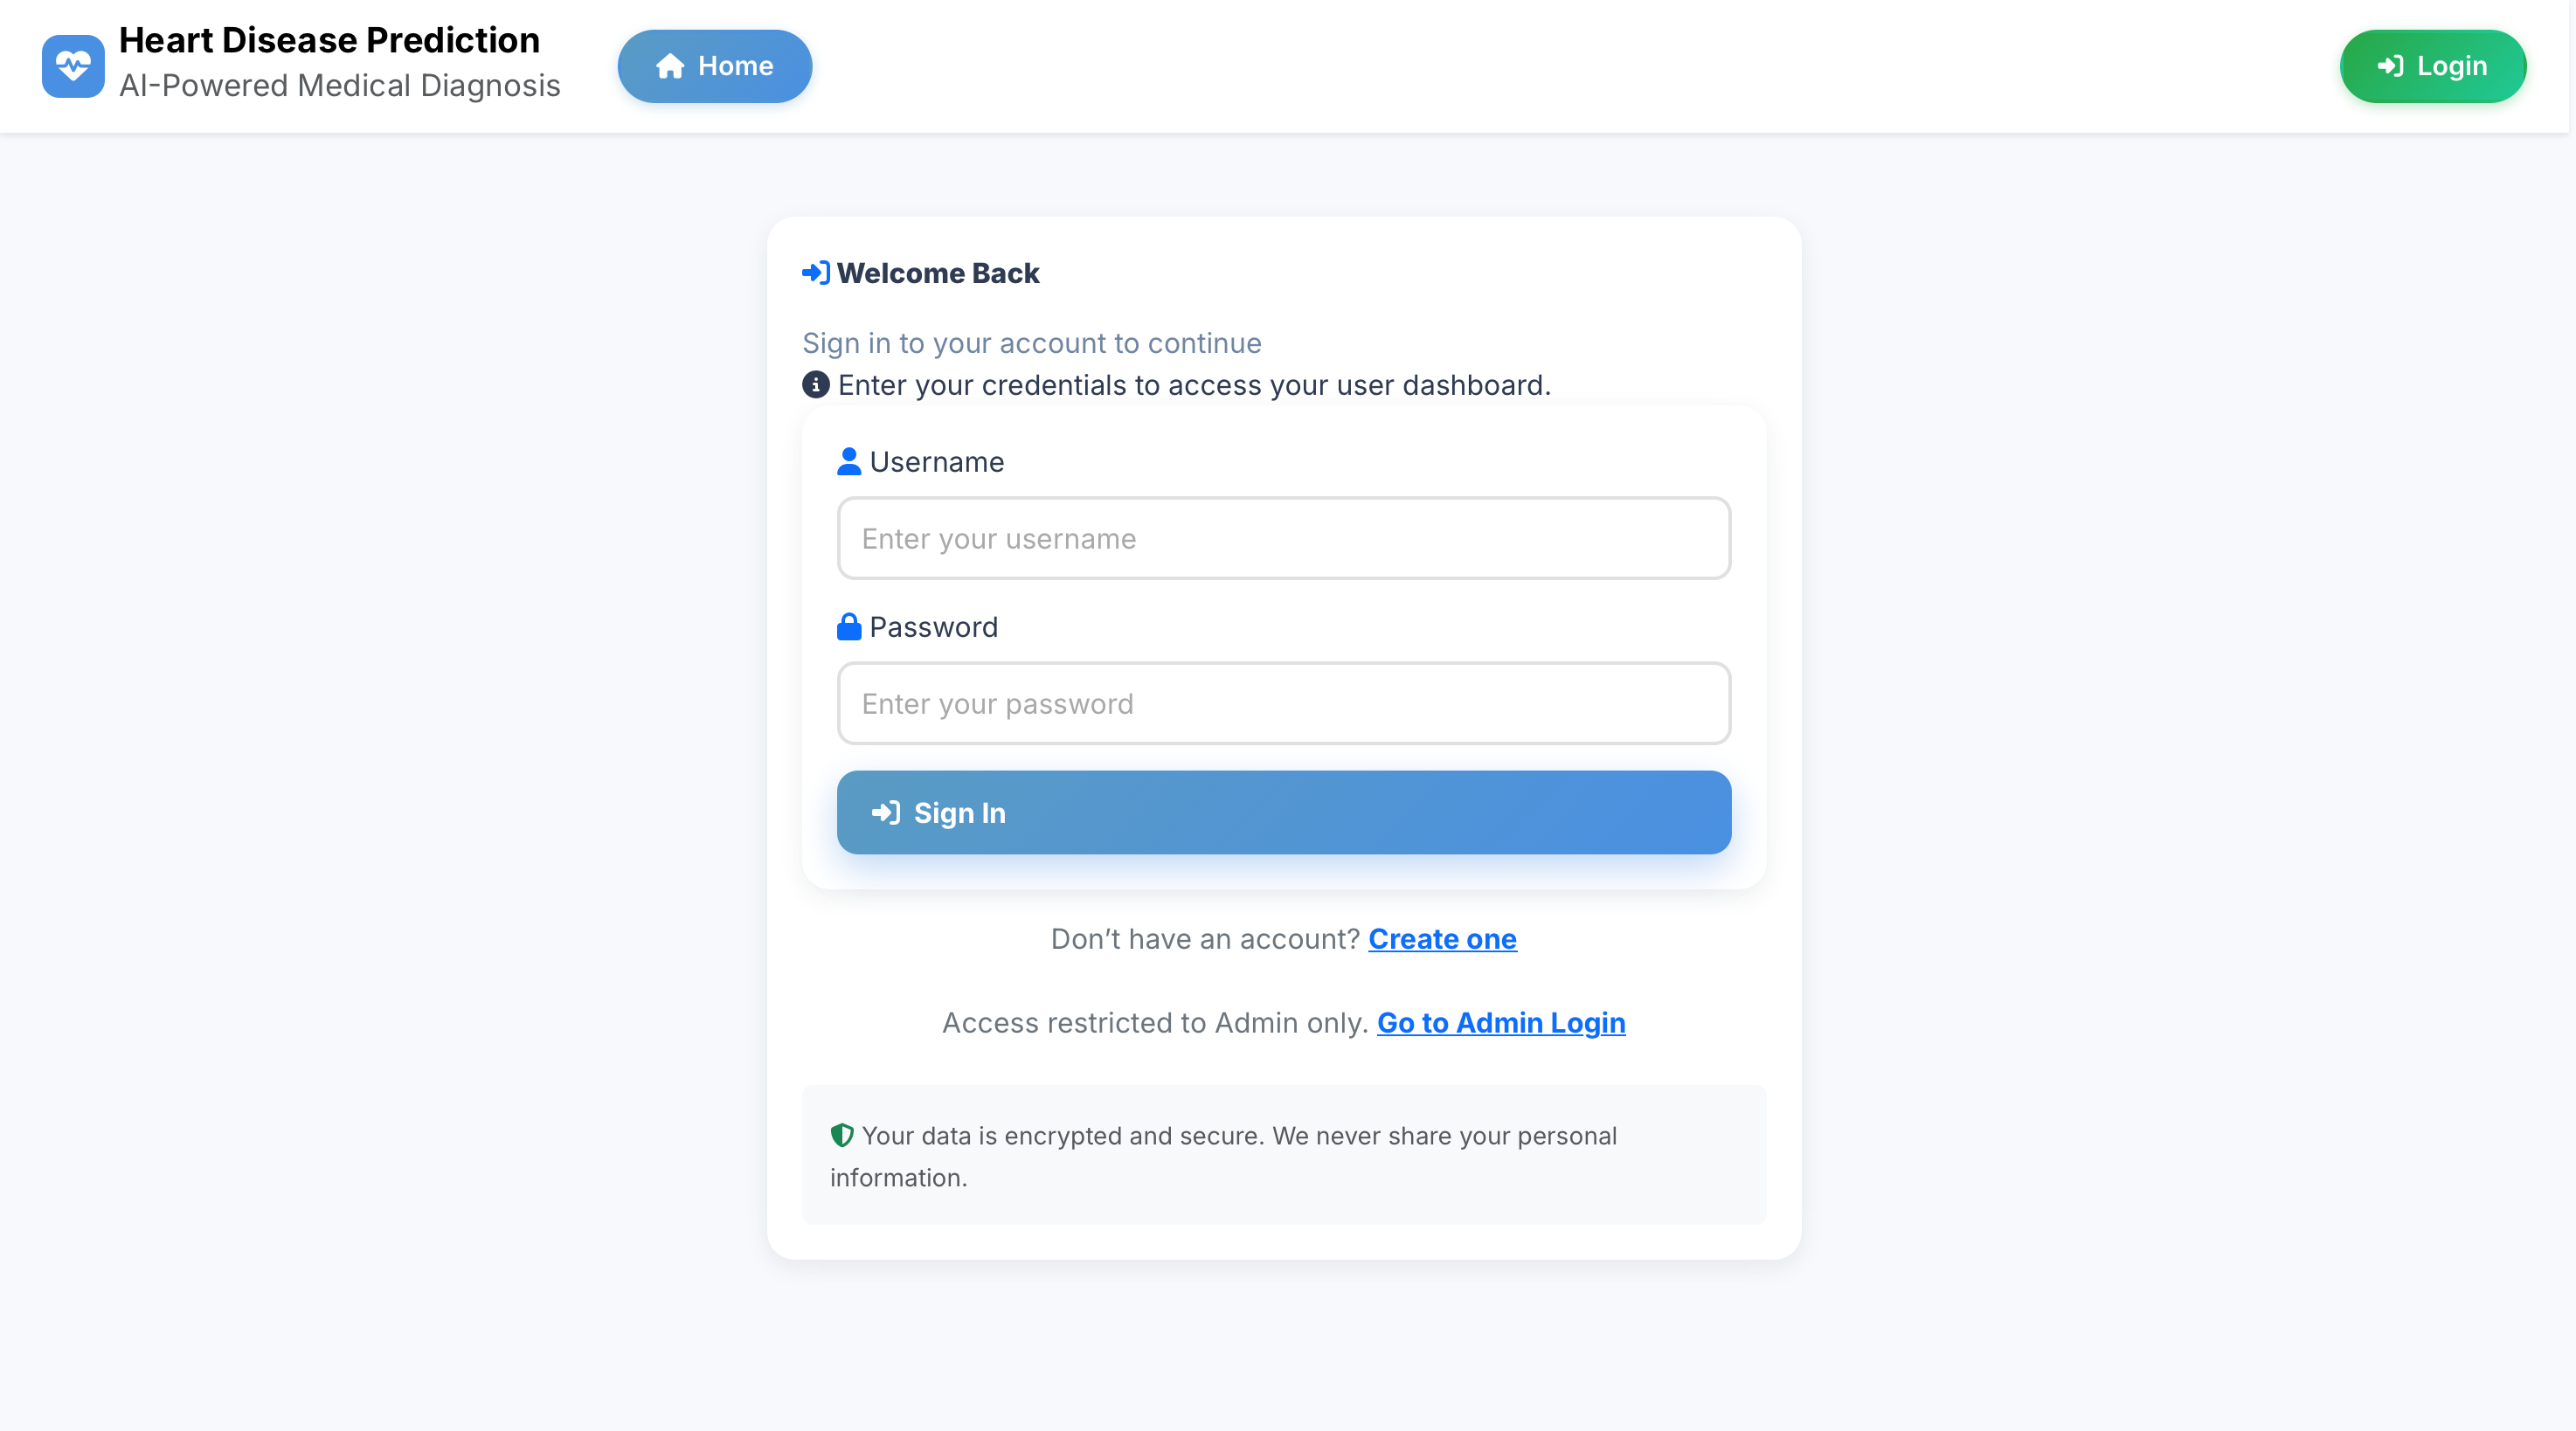 Heart Disease Prediction
AI-Powered Medical Diagnosis
Home
Login
Welcome Back
Sign in to your account to continue
Enter your credentials to access your user dashboard.
Username
Enter your username
Password
Enter your password
Sign In
Don’t have an account? Create one
Access restricted to Admin only. Go to Admin Login
Your data is encrypted and secure. We never share your personal
information.